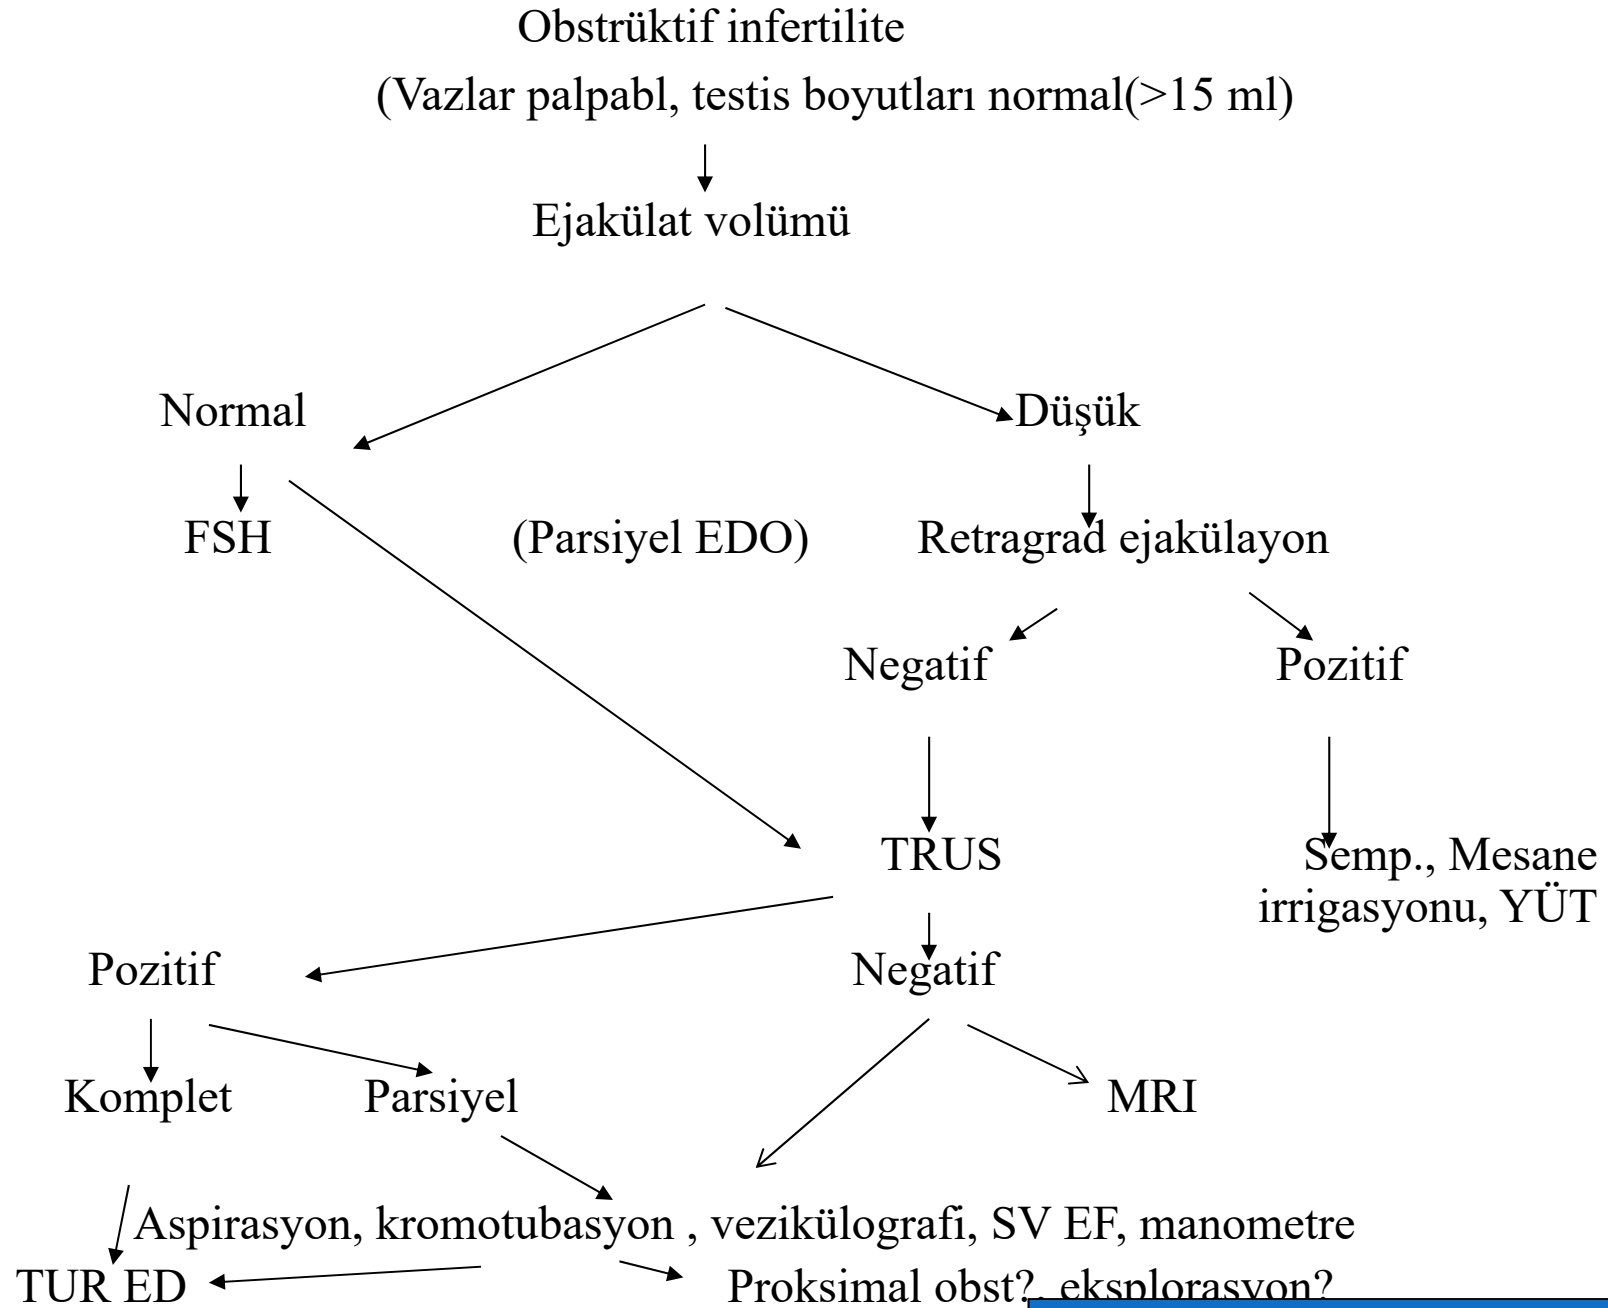 Obstrüktif infertilite
(Vazlar palpabl, testis boyutları normal(>15 ml)
Ejakülat volümü
Normal
Düşük
FSH
(Parsiyel EDO)
Retragrad ejakülayon
Negatif
Pozitif
TRUS
Semp., Mesane
irrigasyonu, YÜT
Pozitif
Negatif
Komplet
Parsiyel
MRI
Aspirasyon, kromotubasyon , vezikülografi, SV EF, manometre
TUR ED
Proksimal obst?, eksplorasyon?